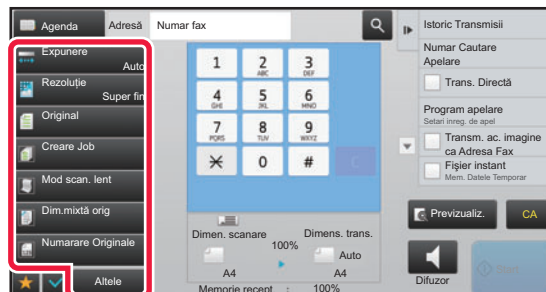 Agenda
Adresă
Numar fax
Expunere
Auto
Rezoluţie
Super fin
Original
Creare Job
Mod scan. lent
Dim.mixtă orig
Numarare Originale
Altele
1
2
ABC
3
DEF
4
GHI
5
JKL
6
MNO
7
PQRS
8
TUV
9
WXYZ
0
#
C
Dimen. scanare
100%
Dimens. trans.
Auto
A4
A4
Memorie recept : 100%
Istoric Transmisii
Numar Cautare
Apelare
Trans. Directă
Program apelare
Setari inreg. de apel
Transm. ac. imagine
ca Adresa Fax
Fişier instant
Mem. Datele Temporar
Previzualiz.
CA
Difuzor
Start